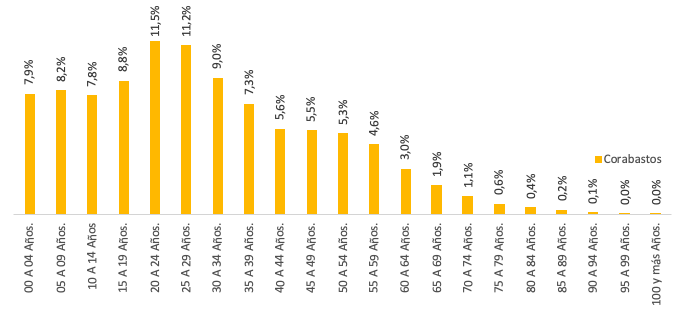 7,9%
8,2%
7,8%
8,8%
11,5%
11,2%
9,0%
7,3%
5,6%
5,5%
5,3%
4,6%
3,0%
1,9%
1,1%
0,6%
0,4%
0,2%
0,1%
0,0%
0,0%
Corabastos
00 A 04 Años.
05 A 09 Años.
10 A 14 Años
15 A 19 Años.
20 A 24 Años.
25 A 29 Años.
30 A 34 Años.
35 A 39 Años.
40 A 44 Años.
45 A 49 Años.
50 A 54 Años.
55 A 59 Años.
60 A 64 Años.
65 A 69 Años.
70 A 74 Años.
75 A 79 Años.
80 A 84 Años.
85 A 89 Años.
90 A 94 Años.
95 A 99 Años.
100 y más Años.